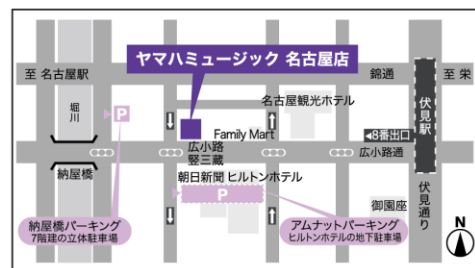 ヤマハミュージック 名古屋店
至 名古屋駅
錦通
至 栄
堀川
P
名古屋観光ホテル
伏見駅
Family Mart
◀8番出口
広小路
竪三蔵
広小路通
納屋橋
朝日新聞 ヒルトンホテル
P
御園座
伏見通り
納屋橋パーキング
7階建の立体駐車場
アムナットパーキング
ヒルトンホテルの地下駐車場
N